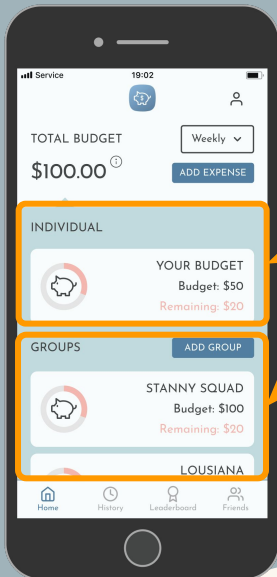 Service 19:02
TOTAL BUDGET
Weekly
$100.00
ADD EXPENSE
INDIVIDUAL
YOUR BUDGET
Budget: $50
Remaining: $20
GROUPS
ADD GROUP
STANNY SQUAD
Budget: $100
Remaining: $20
LOUSIANA
Home History Leaderboard Friends